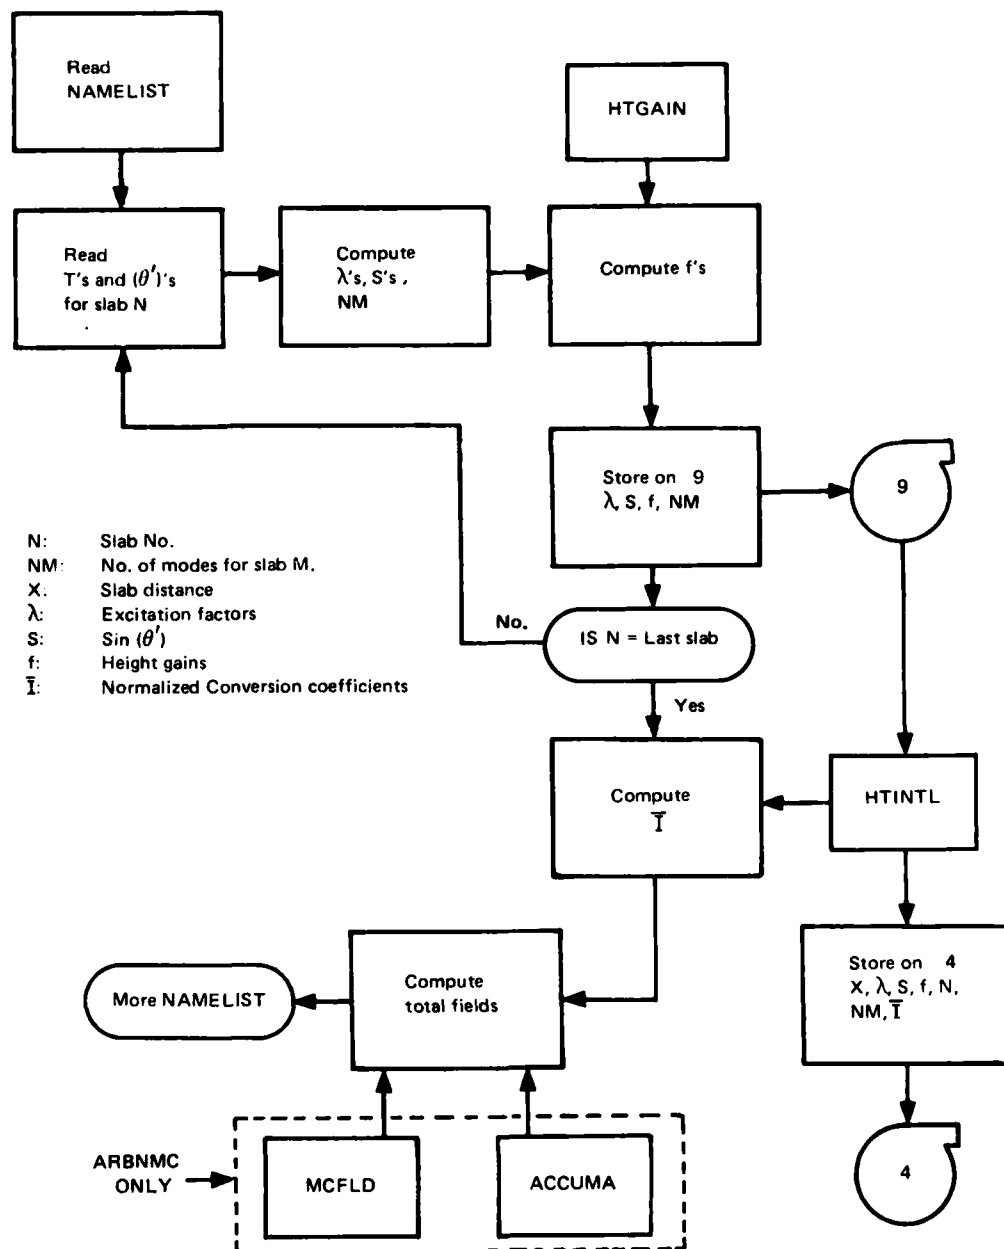 Read
NAMELIST
HTGAIN
Read
T's and (θ')'s
for slab N
Compute
λ's, S's,
NM
Compute f's
Store on 9
λ, S, f, NM
9
N: Slab No.
NM: No. of modes for slab M.
X: Slab distance
λ: Excitation factors
S: Sin (θ')
f: Height gains
Ī: Normalized Conversion coefficients
No.
IS N = Last slab
Yes
Compute
Ī
HTINTL
More NAMELIST
Compute
total fields
Store on 4
X, λ, S, f, N,
NM, Ī
ARBNMC
ONLY
MCFLD
ACCUMA
4